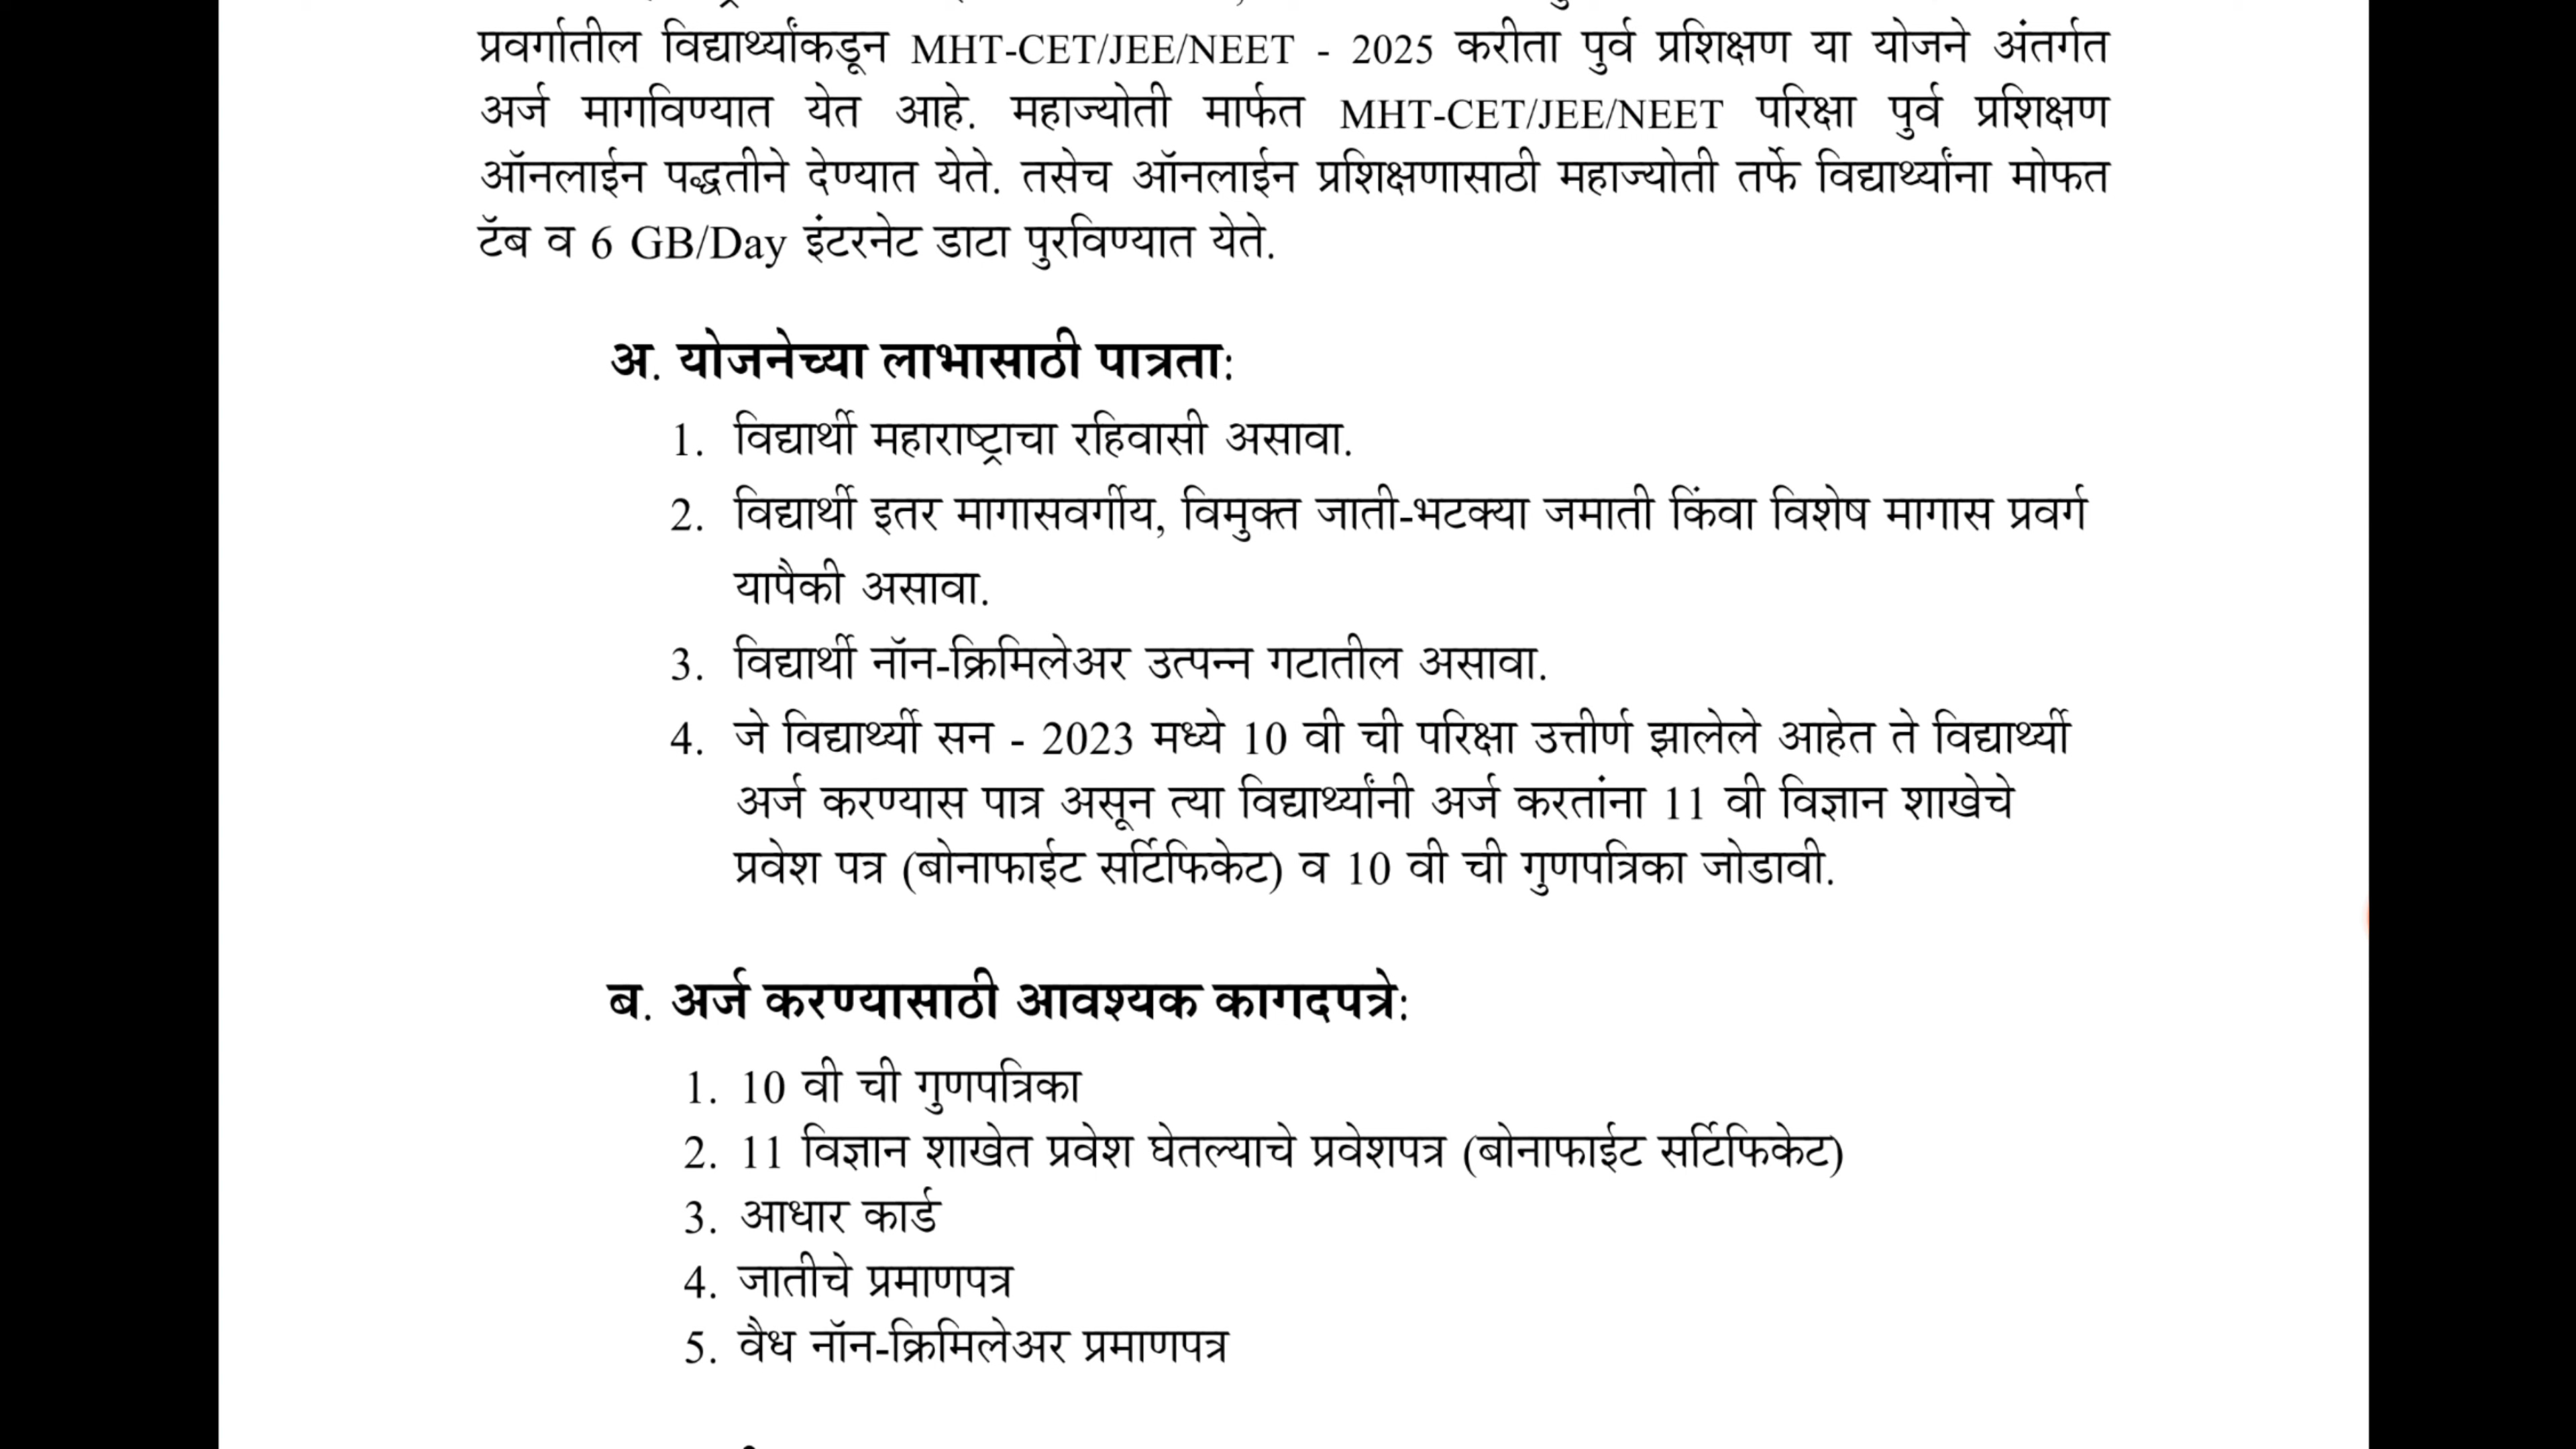 प्रवर्गातील विद्यार्थ्यांकडून MHT-CET/JEE/NEET - 2025 करीता पुर्व प्रशिक्षण या योजने अंतर्गत
अर्ज मागविण्यात येत आहे. महाज्योती मार्फत MHT-CET/JEE/NEET परिक्षा पुर्व प्रशिक्षण
ऑनलाईन पद्धतीने देण्यात येते. तसेच ऑनलाईन प्रशिक्षणासाठी महाज्योती तर्फे विद्यार्थ्यांना मोफत
टॅब व 6 GB/Day इंटरनेट डाटा पुरविण्यात येते.
अ. योजनेच्या लाभासाठी पात्रता:
1. विद्यार्थी महाराष्ट्राचा रहिवासी असावा.
2. विद्यार्थी इतर मागासवर्गीय, विमुक्त जाती-भटक्या जमाती किंवा विशेष मागास प्रवर्ग
यापैकी असावा.
3. विद्यार्थी नॉन-क्रिमिलेअर उत्पन्न गटातील असावा.
4. जे विद्यार्थ्यी सन - 2023 मध्ये 10 वी ची परिक्षा उत्तीर्ण झालेले आहेत ते विद्यार्थ्यी
अर्ज करण्यास पात्र असून त्या विद्यार्थ्यांनी अर्ज करतांना 11 वी विज्ञान शाखेचे
प्रवेश पत्र (बोनाफाईट सर्टिफिकेट) व 10 वी ची गुणपत्रिका जोडावी.
ब. अर्ज करण्यासाठी आवश्यक कागदपत्रे:
1. 10 वी ची गुणपत्रिका
2. 11 विज्ञान शाखेत प्रवेश घेतल्याचे प्रवेशपत्र (बोनाफाईट सर्टिफिकेट)
3. आधार कार्ड
4. जातीचे प्रमाणपत्र
5. वैध नॉन-क्रिमिलेअर प्रमाणपत्र